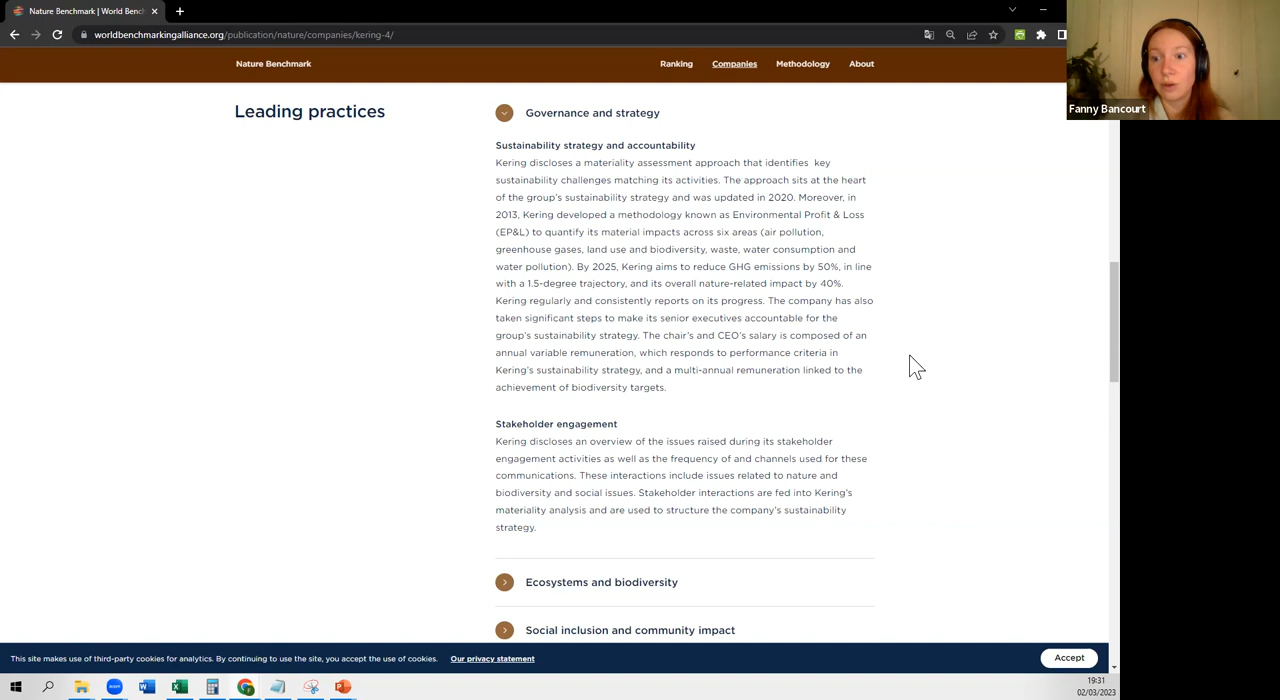 Nature Benchmark | World Benc
worldbenchmarkingalliance.org/publication/nature/companies/kering-4/
Nature Benchmark
Ranking
Companies
Methodology
About
Fanny Bancourt
Leading practices
Governance and strategy
Sustainability strategy and accountability
Kering discloses a materiality assessment approach that identifies key
sustainability challenges matching its activities. The approach sits at the heart
of the group's sustainability strategy and was updated in 2020. Moreover, in
2013, Kering developed a methodology known as Environmental Profit & Loss
(EP&L) to quantify its material impacts across six areas (air pollution,
greenhouse gases, land use and biodiversity, waste, water consumption and
water pollution). By 2025, Kering aims to reduce GHG emissions by 50%, in line
with a 1.5-degree trajectory, and its overall nature-related impact by 40%.
Kering regularly and consistently reports on its progress. The company has also
taken significant steps to make its senior executives accountable for the
group's sustainability strategy. The chair's and CEO's salary is composed of an
annual variable remuneration, which responds to performance criteria in
Kering's sustainability strategy, and a multi-annual remuneration linked to the
achievement of biodiversity targets.
Stakeholder engagement
Kering discloses an overview of the issues raised during its stakeholder
engagement activities as well as the frequency of and channels used for these
communications. These interactions include issues related to nature and
biodiversity and social issues. Stakeholder interactions are fed into Kering's
materiality analysis and are used to structure the company's sustainability
strategy.
Ecosystems and biodiversity
Social inclusion and community impact
This site makes use of third-party cookies for analytics. By continuing to use the site, you accept the use of cookies. Our privacy statement
Accept
19:31
02/03/2023